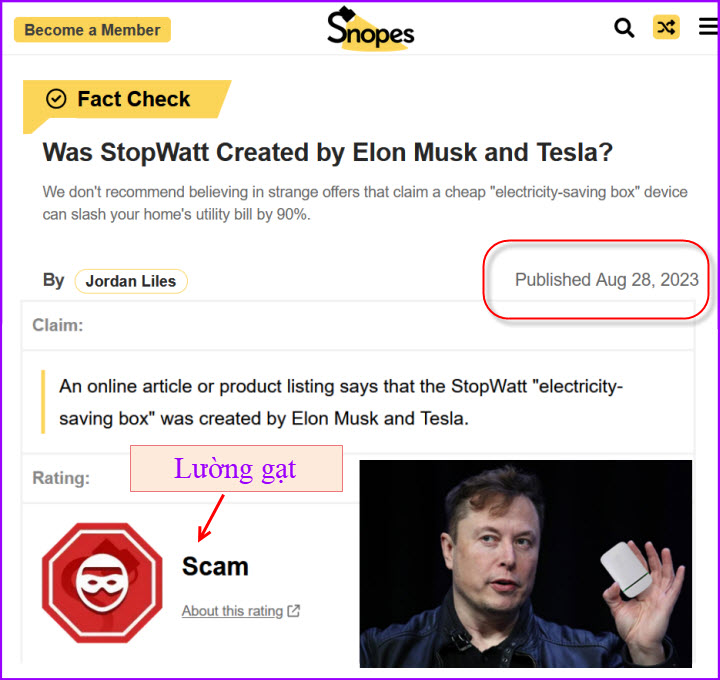 Become a Member
Snopes
Fact Check
Was StopWatt Created by Elon Musk and Tesla?
We don't recommend believing in strange offers that claim a cheap "electricity-saving box" device
can slash your home's utility bill by 90%.
By Jordan Liles
Published Aug 28, 2023
Claim:
An online article or product listing says that the StopWatt "electricity-
saving box" was created by Elon Musk and Tesla.
Rating:
Lường gạt
Scam
About this rating